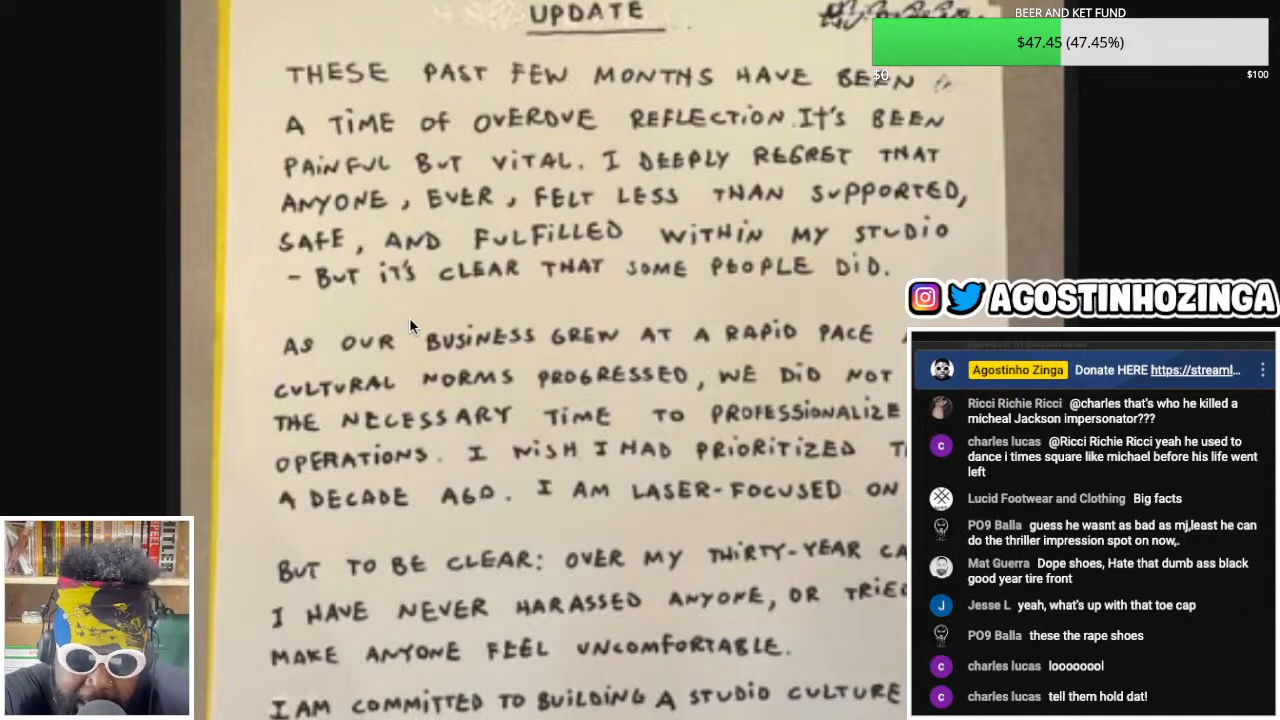 UPDATE
THESE PAST FEW MONTHS HAVE BEEN
A TIME OF OVERDUE REFLECTION. IT'S BEEN
PAINFUL BUT VITAL. I DEEPLY REGRET THAT
ANYONE, EVER, FELT LESS THAN SUPPORTED,
SAFE, AND FULFILLED WITHIN MY STUDIO
- BUT IT'S CLEAR THAT SOME PEOPLE DID.
AS OUR BUSINESS GREW AT A RAPID PACE
CULTURAL NORMS PROGRESSED, WE DID NOT
THE NECESSARY TIME TO PROFESSIONALIZE
OPERATIONS. I WISH I HAD PRIORITIZED
A DECADE AGO. I AM LASER-FOCUSED ON
BUT TO BE CLEAR: OVER MY THIRTY-YEAR CA
I HAVE NEVER HARASSED ANYONE, OR TRIED
MAKE ANYONE FEEL UNCOMFORTABLE.
I AM COMMITTED TO BUILDING A STUDIO CULTURE
BEER AND KET FUND
$47.45 (47.45%)
$0
$100
AGOSTINHOZINGA
Agostinho Zinga Donate HERE https://streaml...
Ricci Richie Ricci @charles that's who he killed a
micheal Jackson impersonator???
charles lucas @Ricci Richie Ricci yeah he used to
dance i times square like michael before his life went
left
Lucid Footwear and Clothing Big facts
PO9 Balla guess he wasnt as bad as mj,least he can
do the thriller impression spot on now,.
Mat Guerra Dope shoes, Hate that dumb ass black
good year tire front
Jesse L yeah, what's up with that toe cap
PO9 Balla these the rape shoes
charles lucas loooooool
charles lucas tell them hold dat!